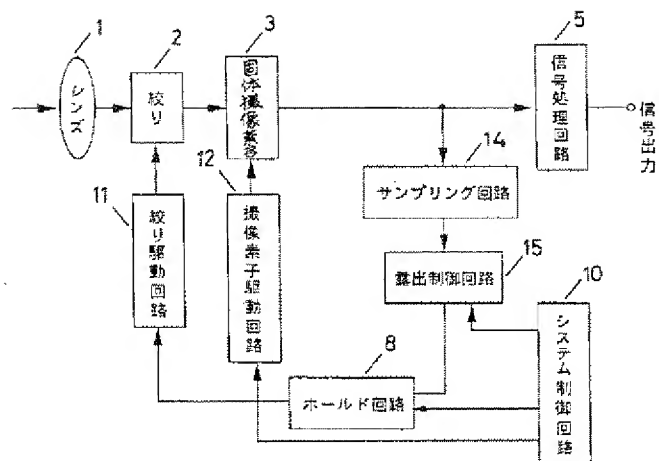 1
2
3
5
レンズ
絞り
固体撮像素子
信号処理回路
信号出力
14
サンプリング回路
11
絞り駆動回路
12
撮像素子駆動回路
15
露出制御回路
10
システム制御回路
8
ホールド回路